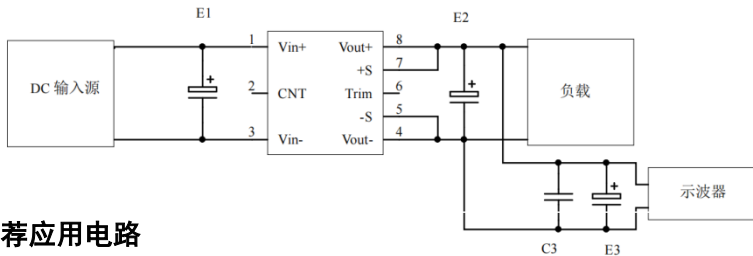 E1
E2
DC 输入源
1 Vin+ Vout+ 8
+S 7
2 CNT Trim 6
-S 5
3 Vin- Vout- 4
+
+
负载
+
示波器
C3 E3
荐应用电路